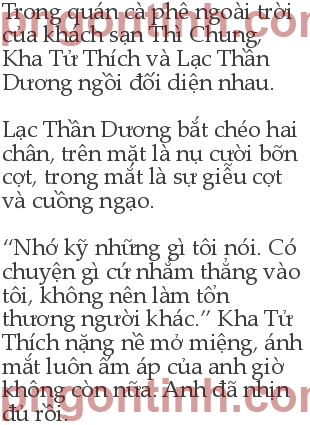 Trong quán cà phê ngoài trời
của khách sạn Thì Chung,
Kha Tử Thích và Lạc Thần
Dương ngồi đối diện nhau.
Lạc Thần Dương bắt chéo hai
chân, trên mặt là nụ cười bỡn
cợt, trong mắt là sự giễu cợt
và cuồng ngạo.
“Nhớ kỹ những gì tôi nói. Có
chuyện gì cứ nhắm thẳng vào
tôi, không nên làm tổn
thương người khác.” Kha Tử
Thích nặng nề mở miệng, ánh
mắt luôn ấm áp của anh giờ
không còn nữa. Anh đã nhịn
đủ rồi.
pngontinh.com
pngontinh.com